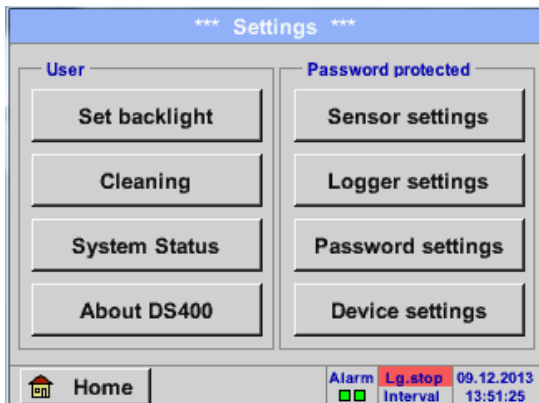 *** Settings ***
User
Set backlight
Cleaning
System Status
About DS400
Password protected
Sensor settings
Logger settings
Password settings
Device settings
Home
Alarm
Lg.stop
Interval
09.12.2013
13:51:25